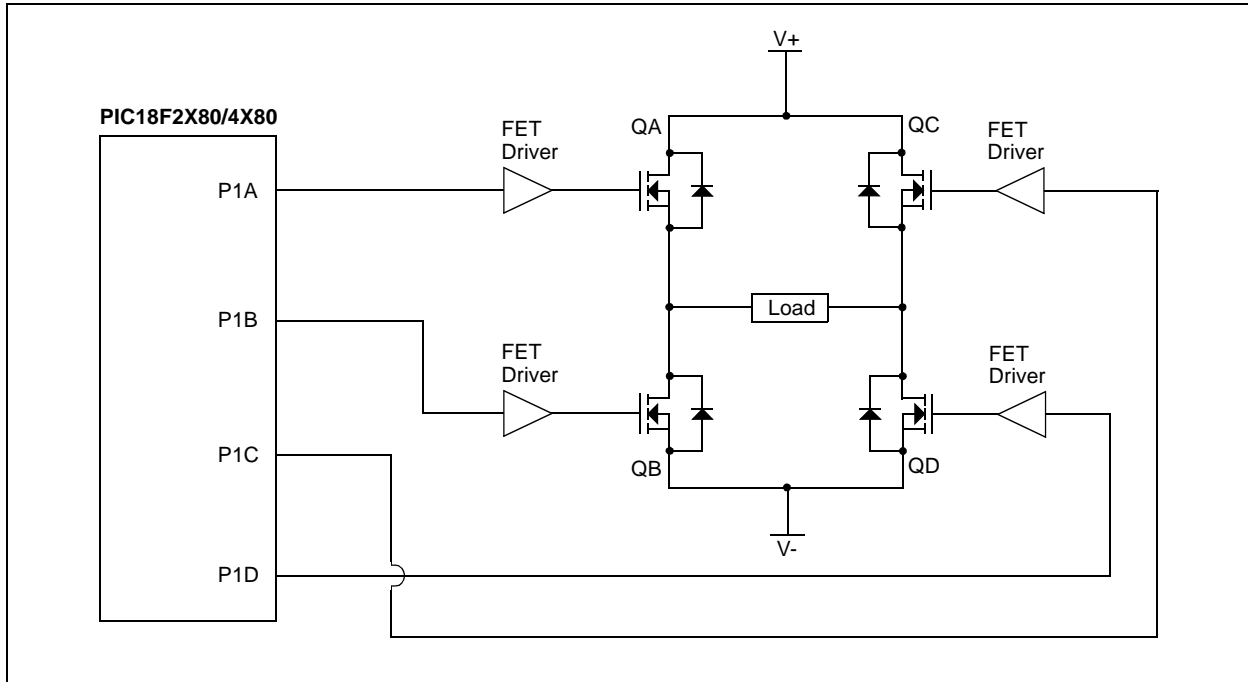 V+
PIC18F2X80/4X80
FET
Driver
QA
QC
FET
Driver
P1A
P1B
Load
FET
Driver
FET
Driver
P1C
QB
QD
V-
P1D